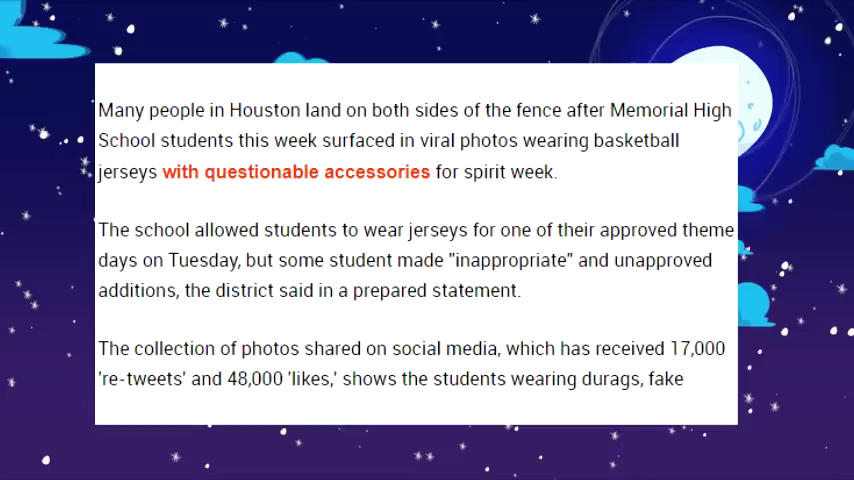 Many people in Houston land on both sides of the fence after Memorial High
School students this week surfaced in viral photos wearing basketball
jerseys with questionable accessories for spirit week.
The school allowed students to wear jerseys for one of their approved theme
days on Tuesday, but some student made "inappropriate" and unapproved
additions, the district said in a prepared statement.
The collection of photos shared on social media, which has received 17,000
're-tweets' and 48,000 'likes,' shows the students wearing durags, fake